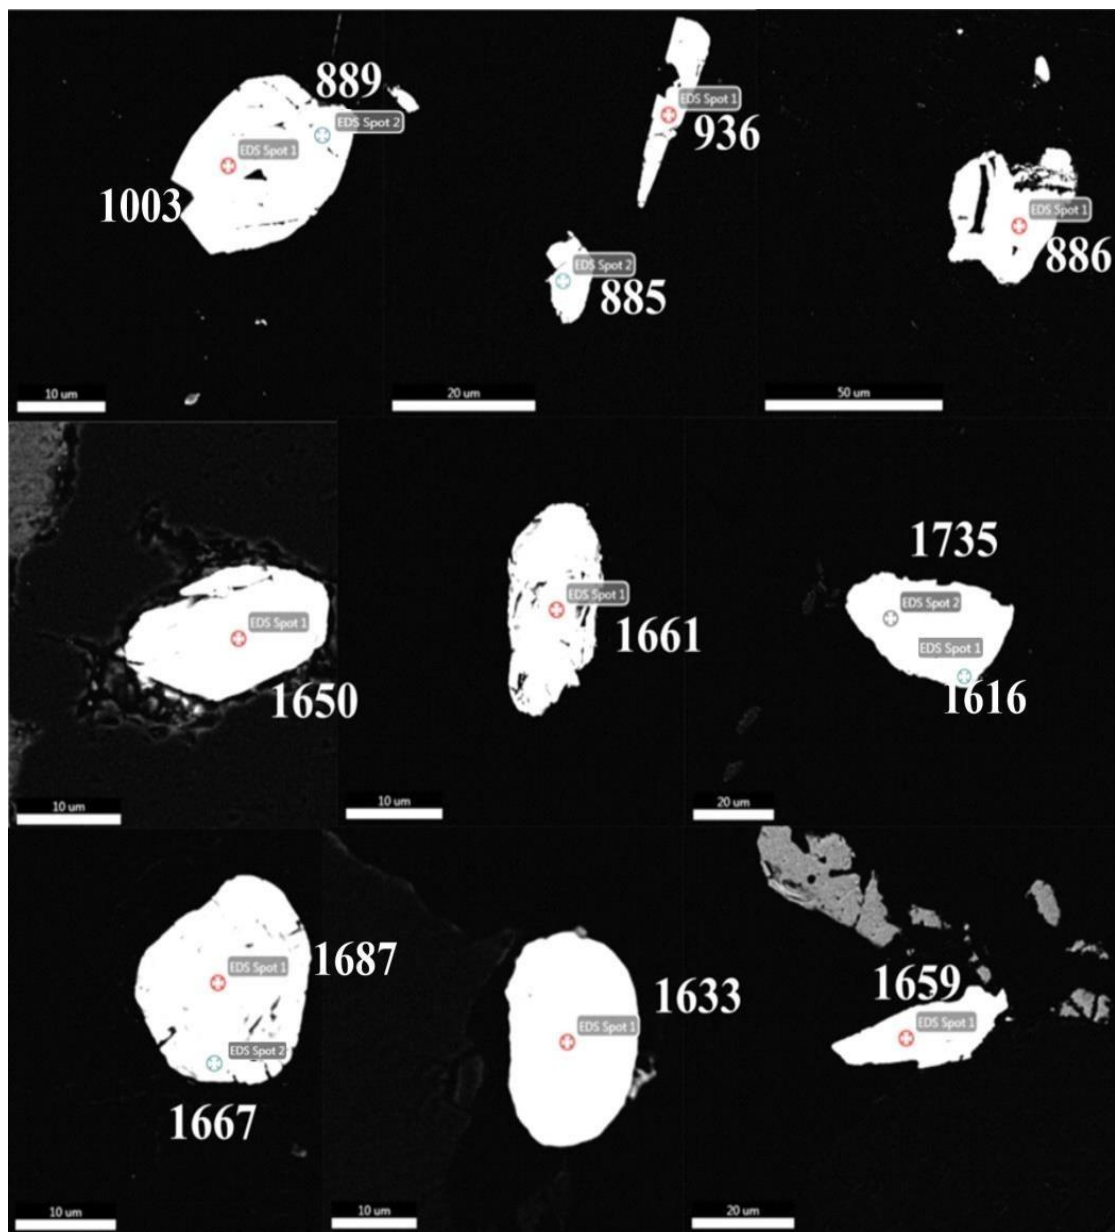 889
EDS Spot 2
EDS Spot 1
1003
10 um
EDS Spot 1
936
EDS Spot 2
885
20 um
EDS Spot 1
886
50 um
EDS Spot 1
1650
10 um
EDS Spot 1
1661
10 um
1735
EDS Spot 2
EDS Spot 1
1616
20 um
1687
EDS Spot 1
EDS Spot 2
1667
10 um
1633
EDS Spot 1
10 um
1659
EDS Spot 1
20 um